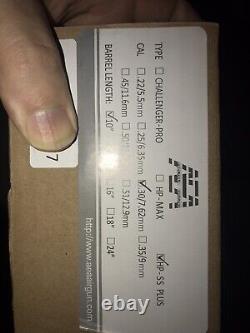 AEA
TYPE ☐CHALLENGER-PRO ☐HP-MAX ☑HP-SS PLUS
CAL ☐.22/5.5mm ☐.25/6.35mm ☑.30/7.62mm ☐.35/9mm
☐.45/11.6mm ☐.50 ☐.51/12.9mm
BARREL LENGTH: ☑10" 16" ☐18" ☐24"
http://www.aeaairgun.com/
7